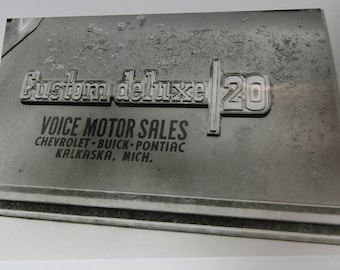 Custom deluxe 20
VOICE MOTOR SALES
CHEVROLET • BUICK • PONTIAC
KALKASKA, MICH.